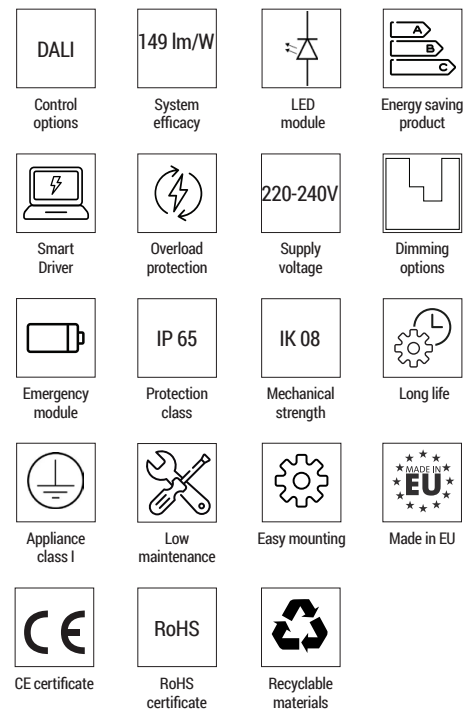 DALI
Control
options
149 lm/W
System
efficacy
LED
module
A
B
C
Energy saving
product
Smart
Driver
Overload
protection
220-240V
Supply
voltage
Dimming
options
Emergency
module
IP 65
Protection
class
IK 08
Mechanical
strength
Long life
Appliance
class I
Low
maintenance
Easy mounting
MADE IN
EU
Made in EU
CE
CE certificate
RoHS
RoHS
certificate
Recyclable
materials